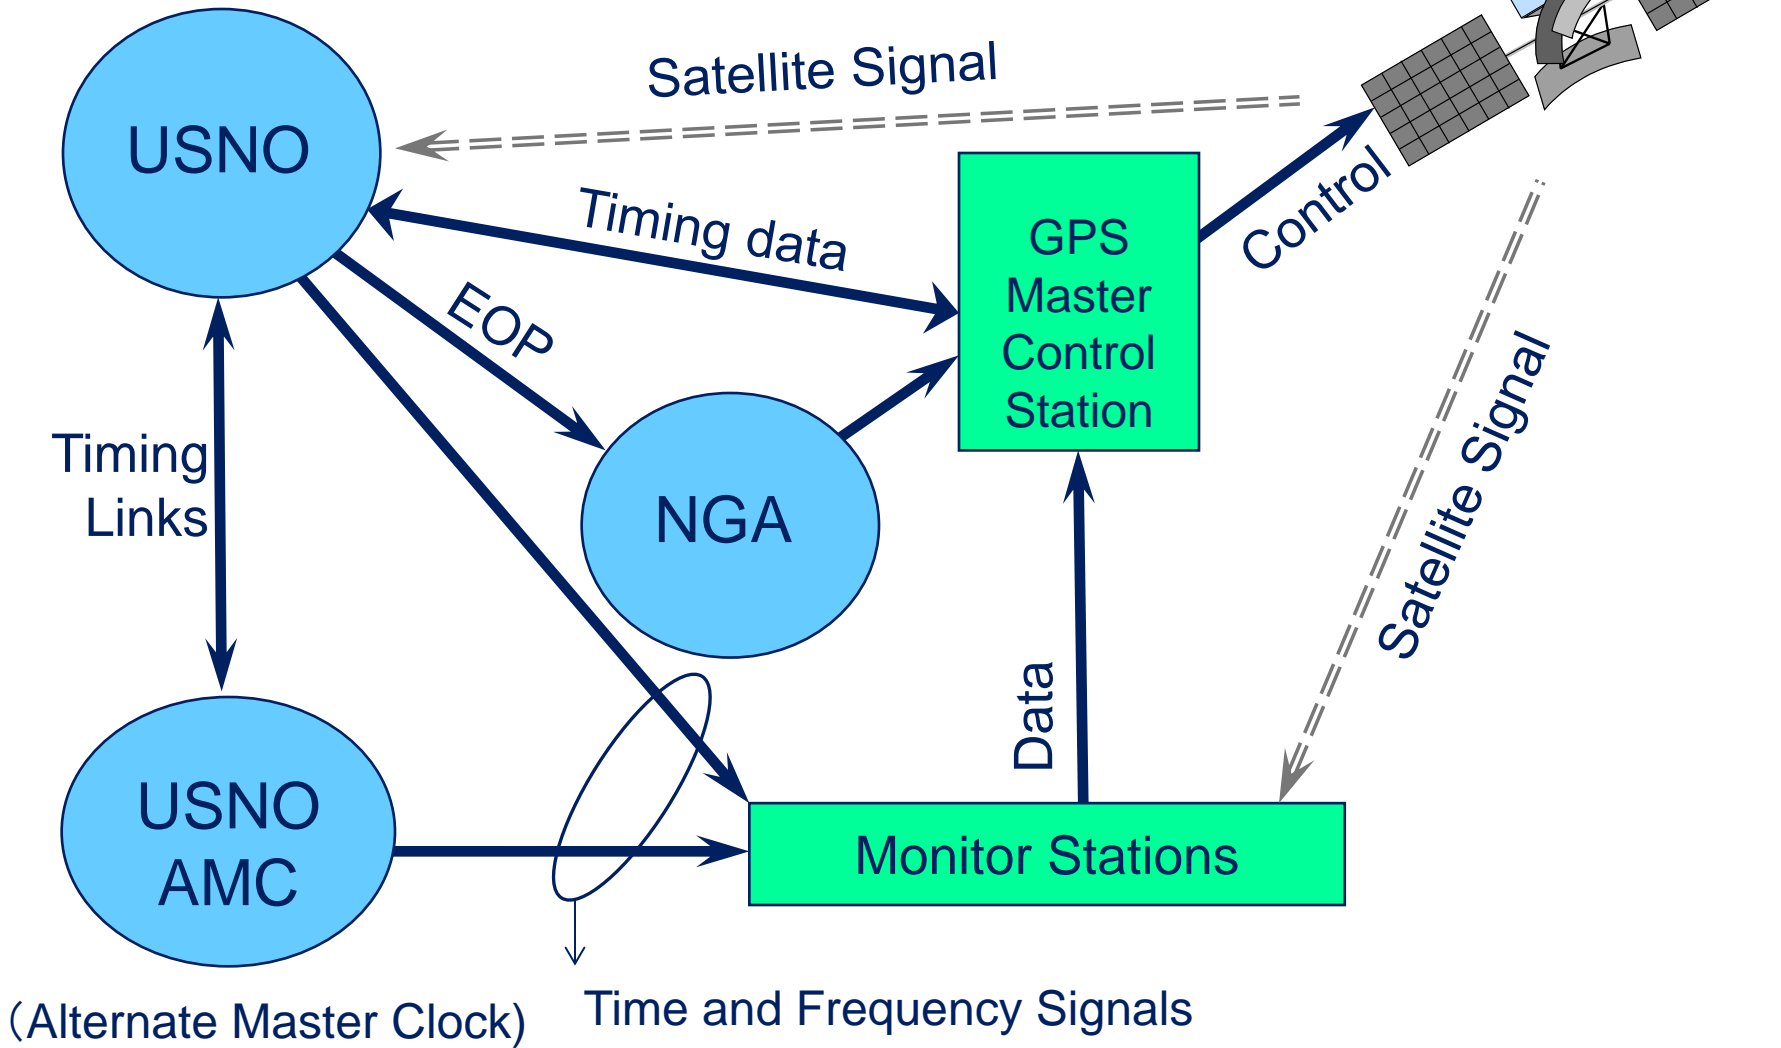 Satellite Signal
USNO
Timing data
GPS
Master
Control
Station
Control
EOP
Satellite Signal
Timing
Links
NGA
Data
USNO
AMC
Monitor Stations
（Alternate Master Clock)
Time and Frequency Signals